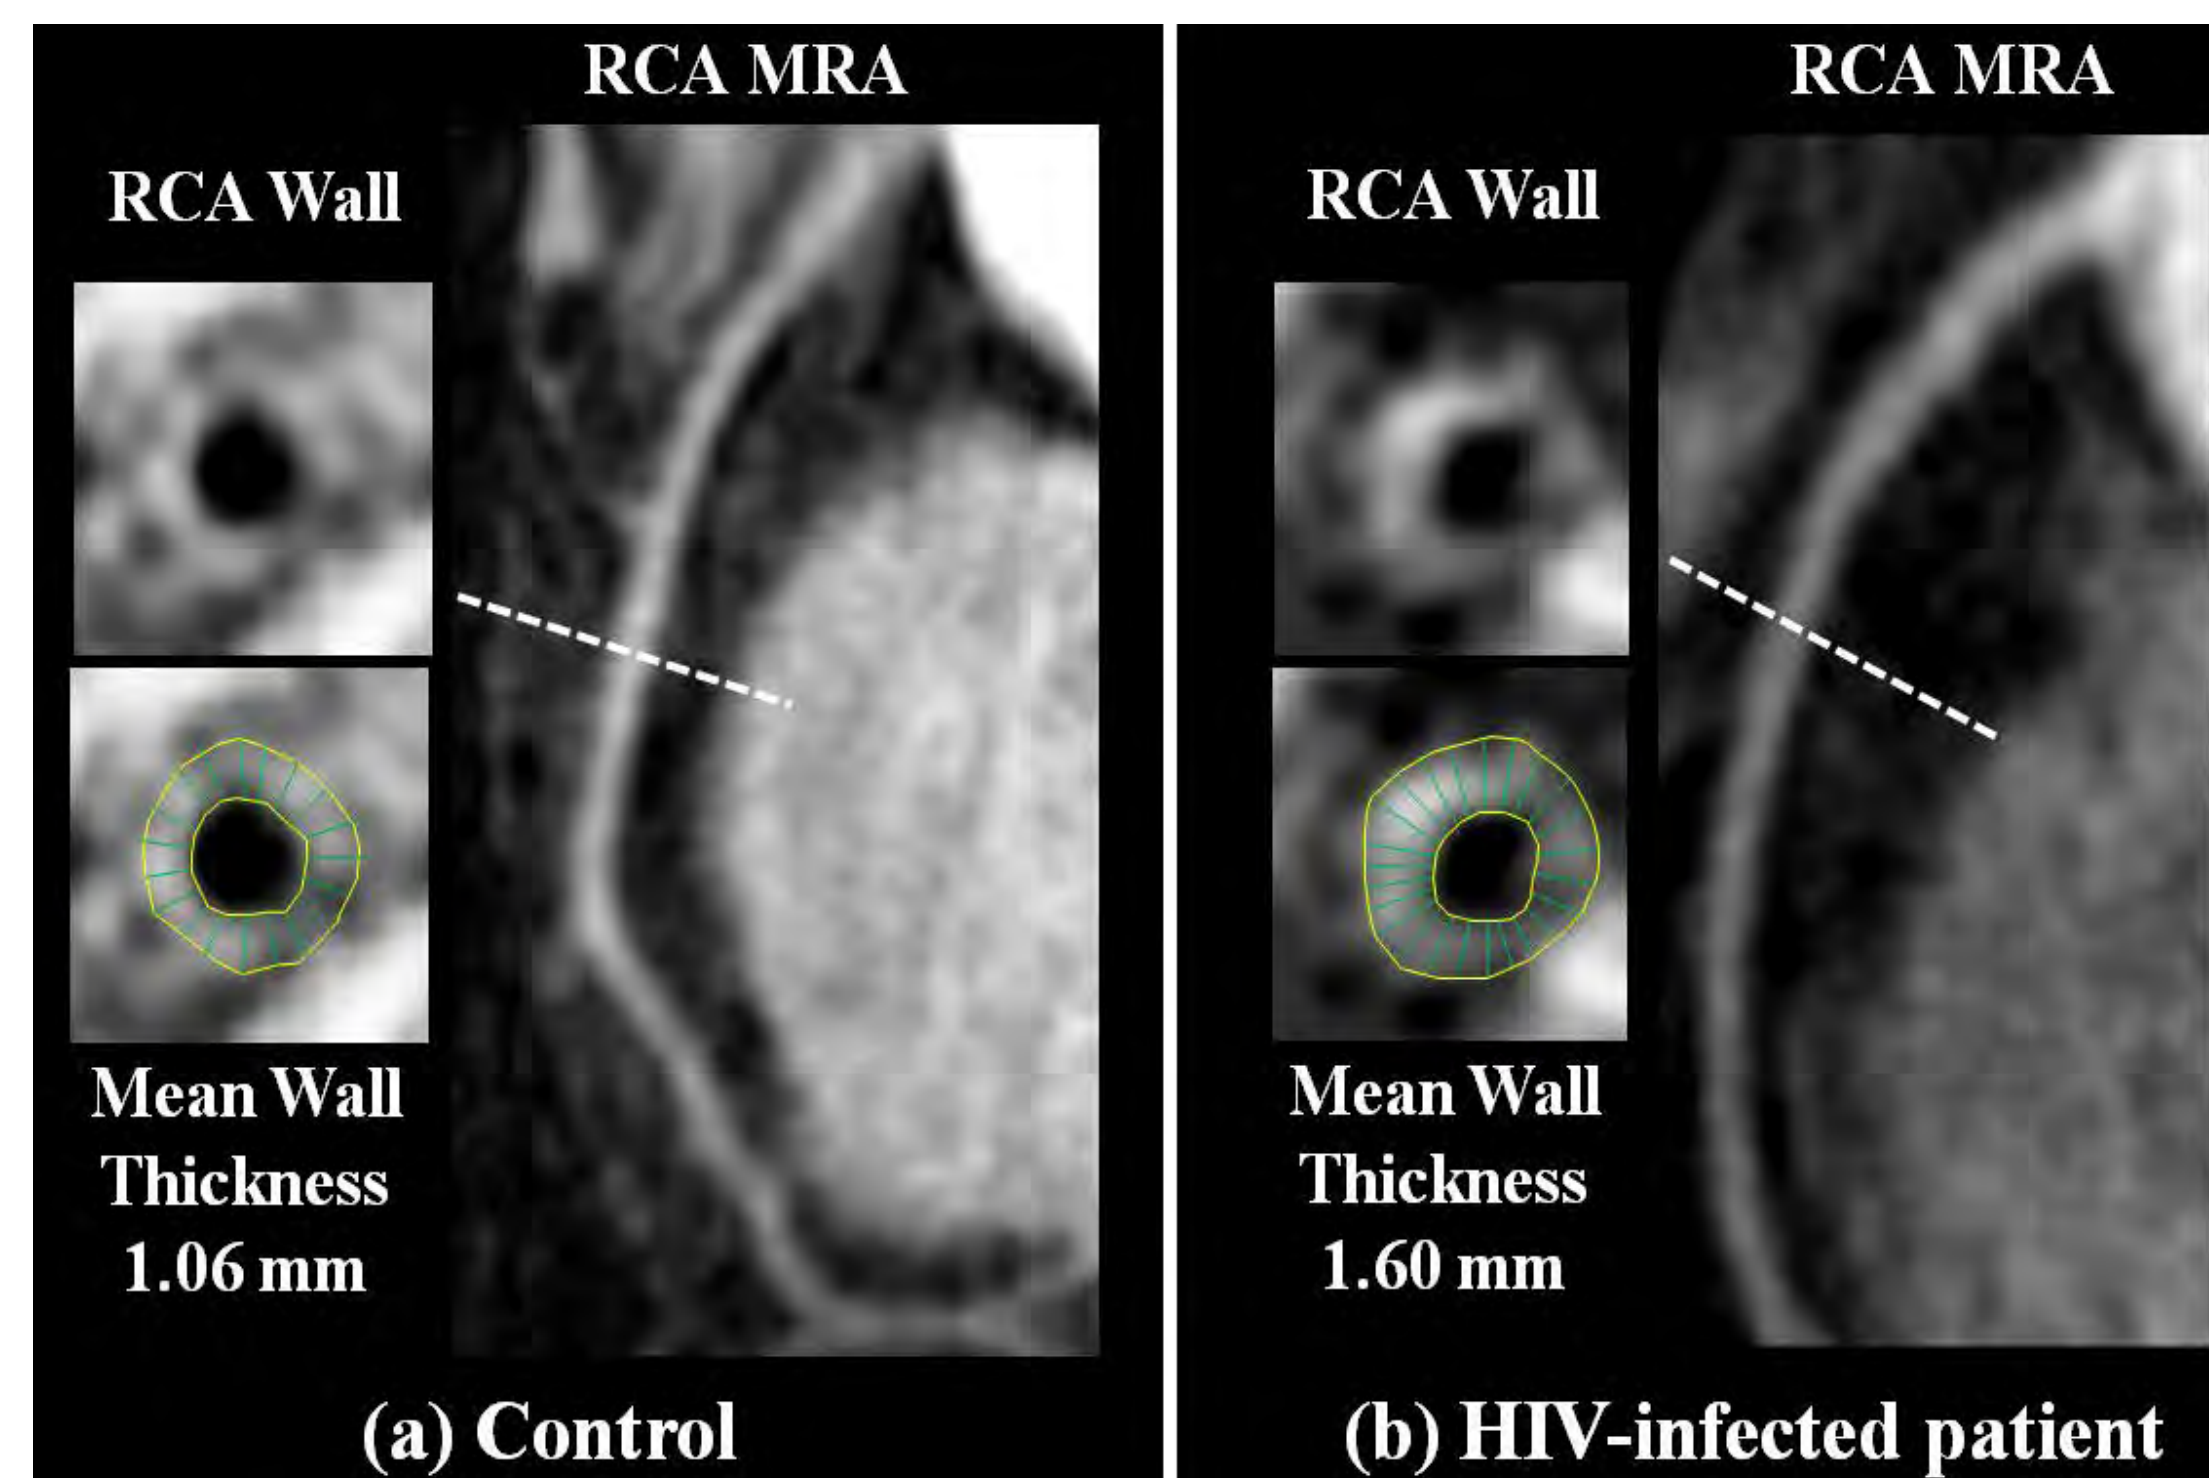 RCA MRA
RCA Wall
Mean Wall
Thickness
1.06 mm
(a) Control
RCA MRA
RCA Wall
Mean Wall
Thickness
1.60 mm
(b) HIV-infected patient